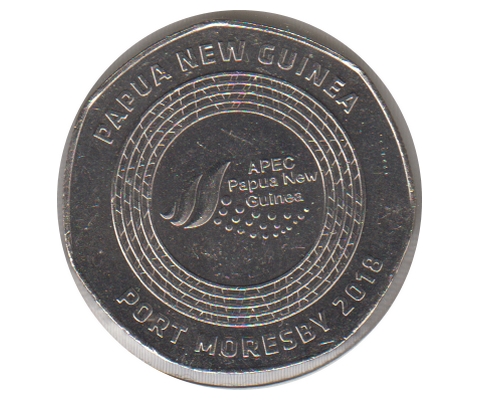 PAPUA NEW GUINEA
APEC
Papua New
Guinea
PORT MORESBY 2018